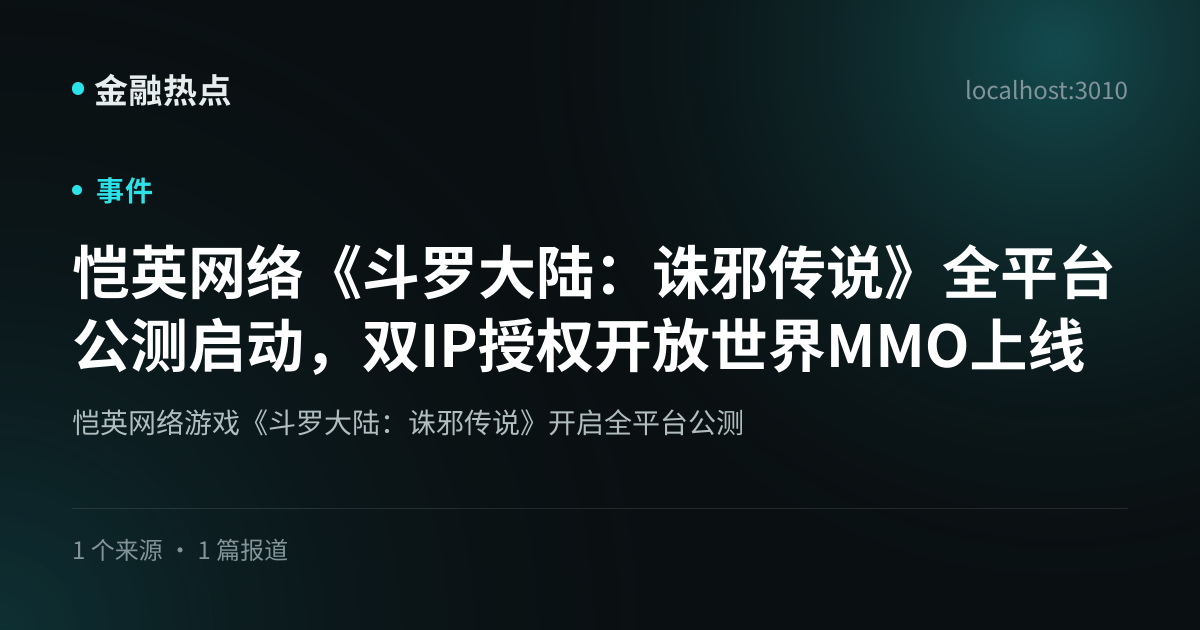 金融热点
localhost:3010
事件
恺英网络《斗罗大陆：诛邪传说》全平台
公测启动，双IP授权开放世界MMO上线
恺英网络游戏《斗罗大陆：诛邪传说》开启全平台公测
1 个来源 · 1 篇报道